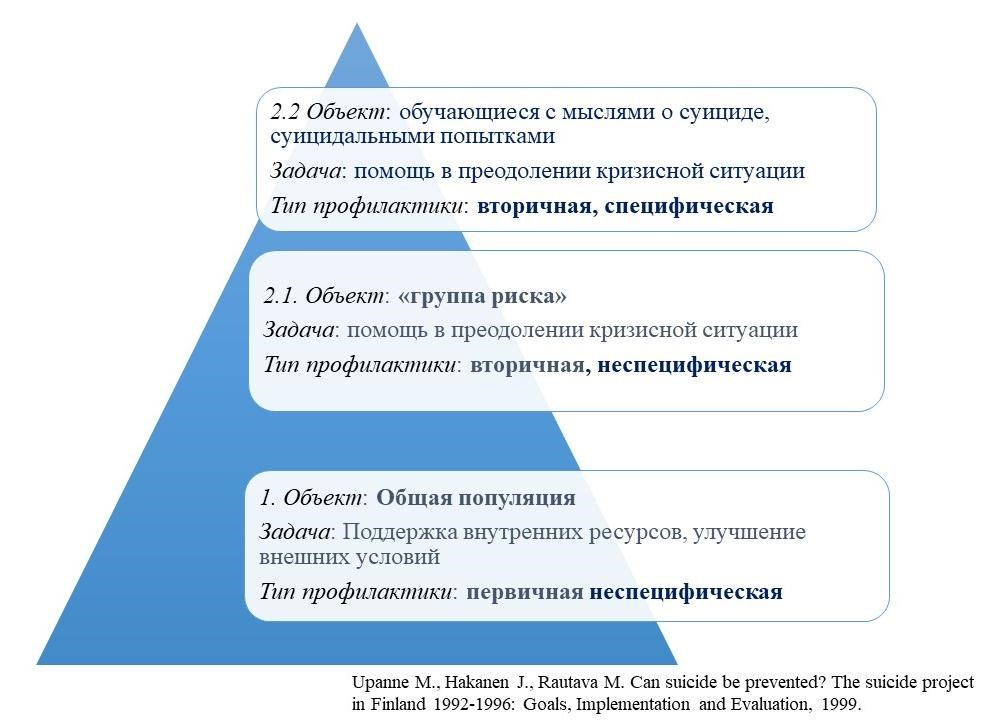 2.2 Объект: обучающиеся с мыслями о суициде,
суицидальными попытками
Задача: помощь в преодолении кризисной ситуации
Тип профилактики: вторичная, специфическая
2.1. Объект: «группа риска»
Задача: помощь в преодолении кризисной ситуации
Тип профилактики: вторичная, неспецифическая
1. Объект: Общая популяция
Задача: Поддержка внутренних ресурсов, улучшение
внешних условий
Тип профилактики: первичная неспецифическая
Upanne M., Hakanen J., Rautava M. Can suicide be prevented? The suicide project
in Finland 1992-1996: Goals, Implementation and Evaluation, 1999.